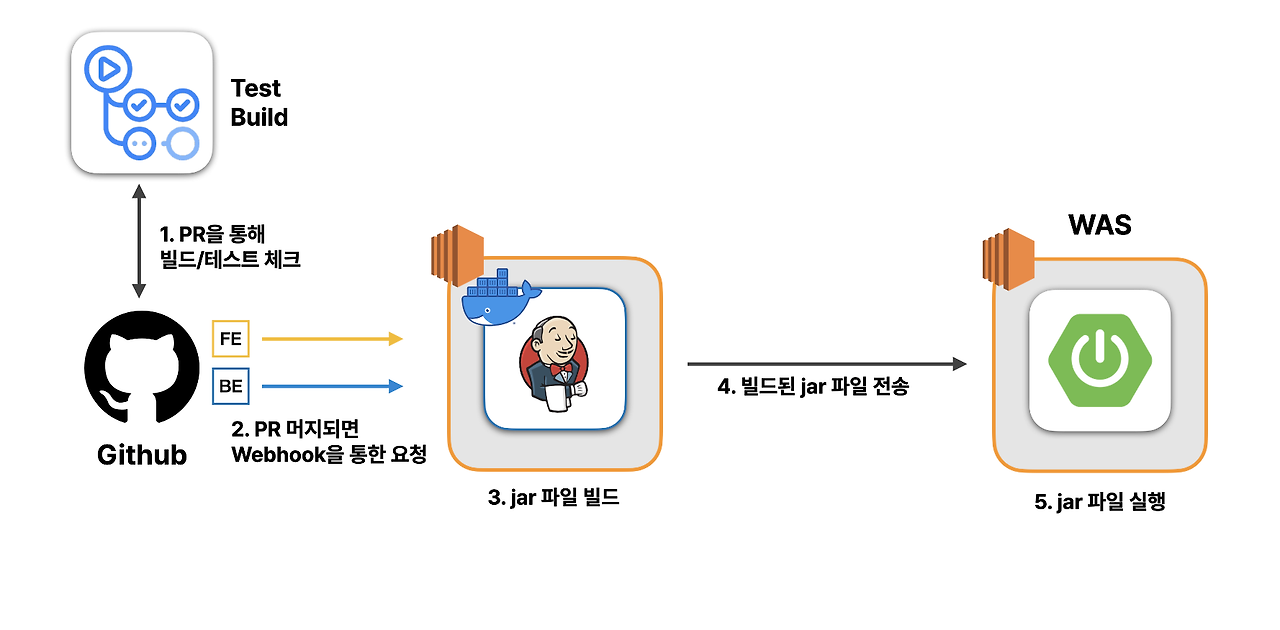 Test
Build
1. PR을 통해
빌드/테스트 체크
FE
BE
Github
2. PR 머지되면
Webhook을 통한 요청
3. jar 파일 빌드
4. 빌드된 jar 파일 전송
WAS
5. jar 파일 실행